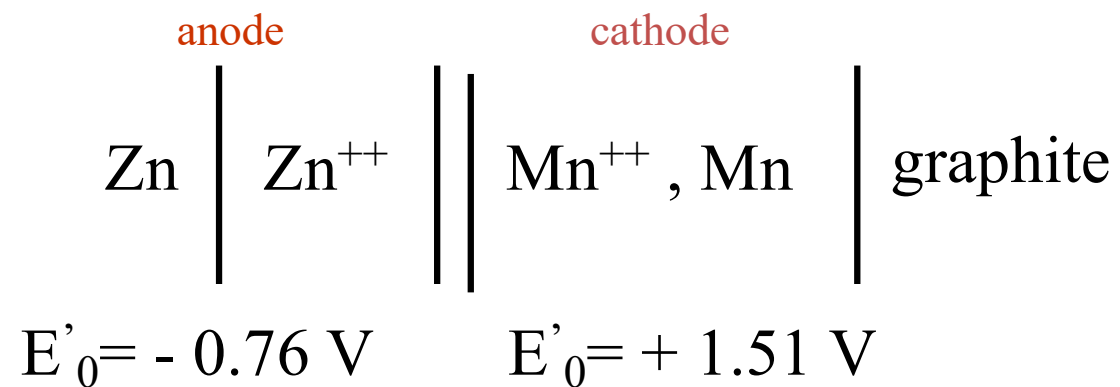 anode cathode
Zn | Zn⁺⁺ || Mn⁺⁺ , Mn | graphite
E’₀= - 0.76 V E’₀= + 1.51 V